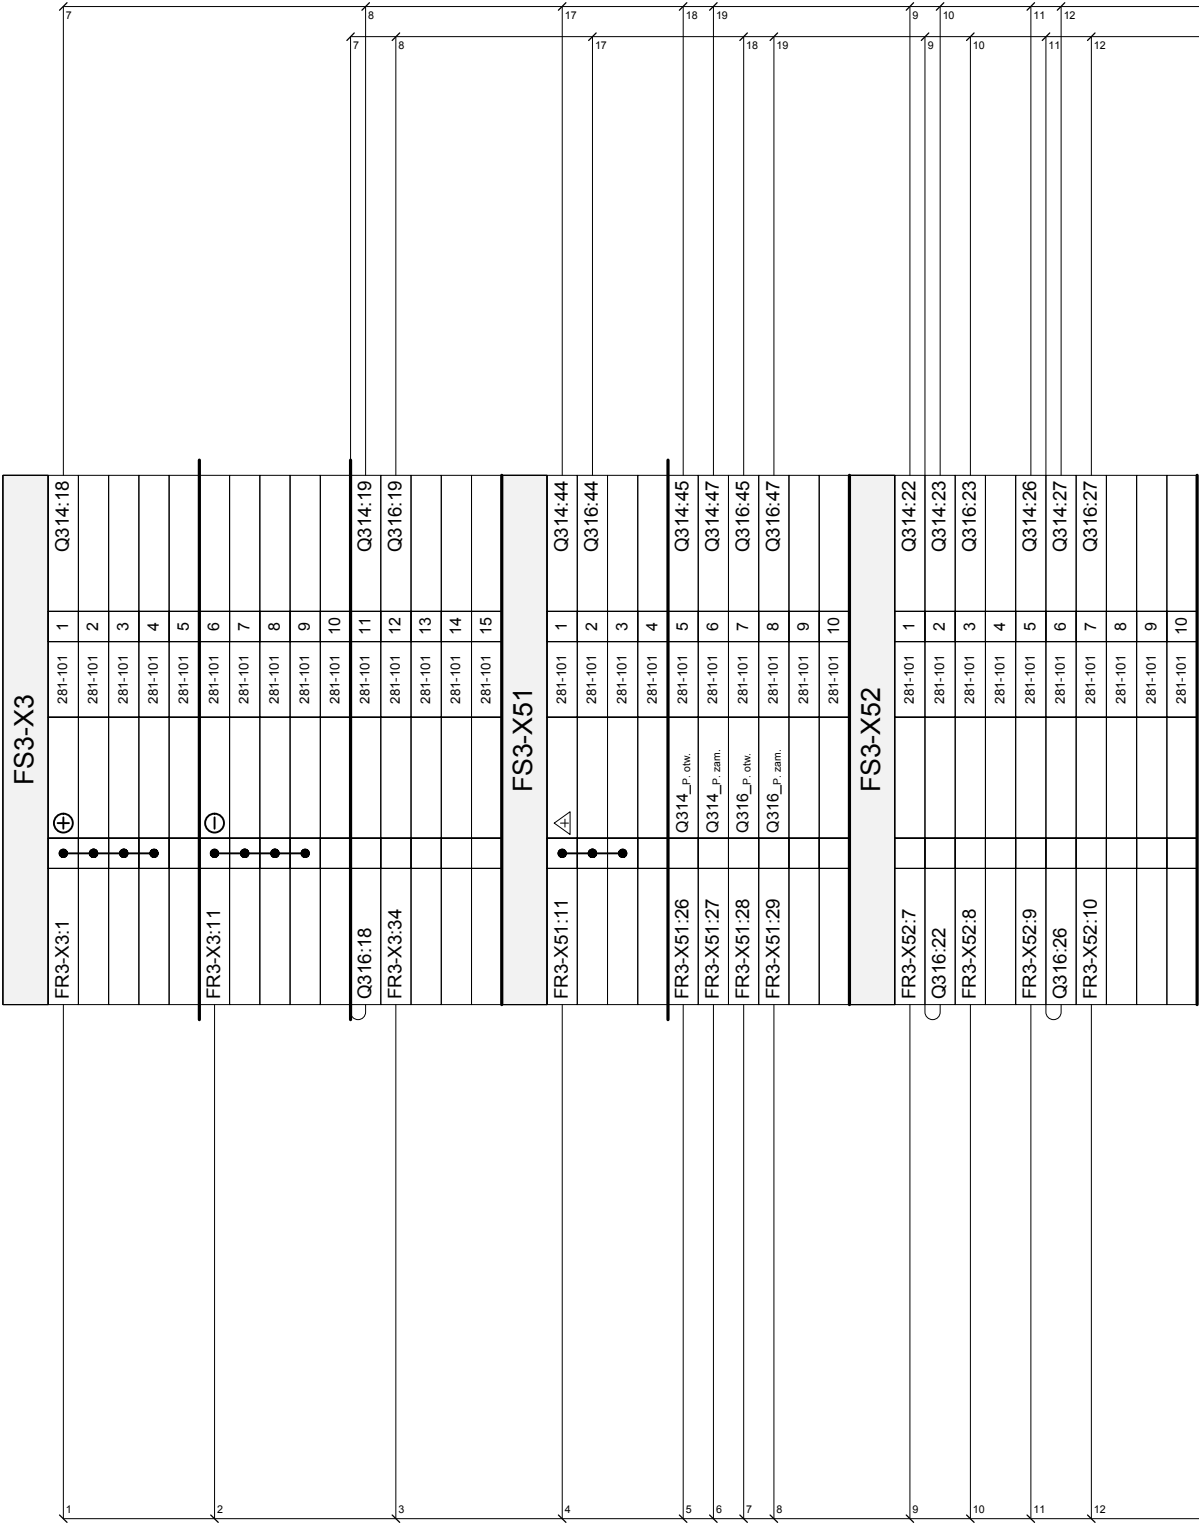 7 8 17 18 19 9 10 11 12
7 8 17 18 19 9 10 11 12
FS3-X3
FR3-X3:1 281-101 1 Q314:18
281-101 2
281-101 3
281-101 4
281-101 5
FR3-X3:11 281-101 6
281-101 7
281-101 8
281-101 9
281-101 10
Q316:18 281-101 11 Q314:19
FR3-X3:34 281-101 12 Q316:19
281-101 13
281-101 14
281-101 15
FS3-X51
FR3-X51:11 281-101 1 Q314:44
281-101 2 Q316:44
281-101 3
281-101 4
FR3-X51:26 Q314_P. otw. 281-101 5 Q314:45
FR3-X51:27 Q314_P. zam. 281-101 6 Q314:47
FR3-X51:28 Q316_P. otw. 281-101 7 Q316:45
FR3-X51:29 Q316_P. zam. 281-101 8 Q316:47
281-101 9
281-101 10
FS3-X52
FR3-X52:7 281-101 1 Q314:22
Q316:22 281-101 2 Q314:23
FR3-X52:8 281-101 3 Q316:23
281-101 4
FR3-X52:9 281-101 5 Q314:26
Q316:26 281-101 6 Q314:27
FR3-X52:10 281-101 7 Q316:27
281-101 8
281-101 9
281-101 10
1 2 3 4 5 6 7 8 9 10 11 12